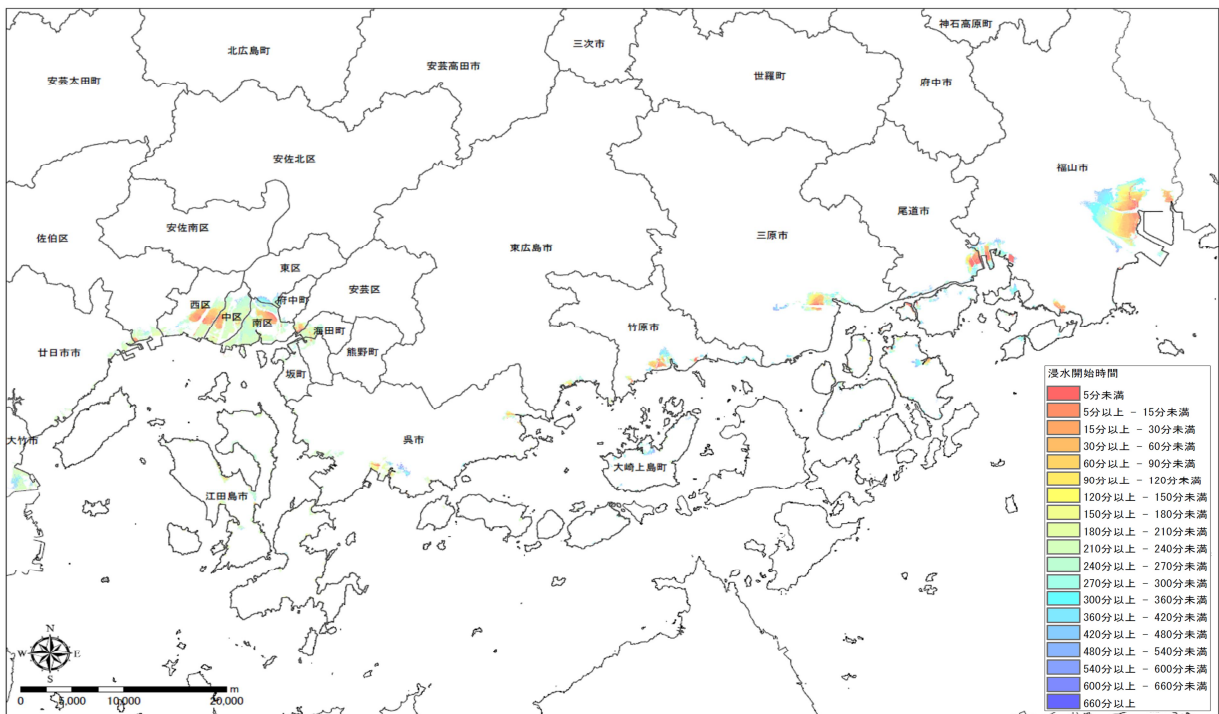 神石高原町
北広島町
三次市
安芸高田市
安芸太田町
世羅町
府中市
安佐北区
福山市
安佐南区
尾道市
佐伯区
東広島市
三原市
東区
安芸区
西区
府中町
中区
南区
海田町
竹原市
廿日市市
熊野町
坂町
大竹市
呉市
大崎上島町
江田島市
浸水開始時間
5分未満
5分以上 - 15分未満
15分以上 - 30分未満
30分以上 - 60分未満
60分以上 - 90分未満
90分以上 - 120分未満
120分以上 - 150分未満
150分以上 - 180分未満
180分以上 - 210分未満
210分以上 - 240分未満
240分以上 - 270分未満
270分以上 - 300分未満
300分以上 - 360分未満
360分以上 - 420分未満
420分以上 - 480分未満
480分以上 - 540分未満
540分以上 - 600分未満
600分以上 - 660分未満
660分以上
N
W E
S
m
0 5,000 10,000 20,000